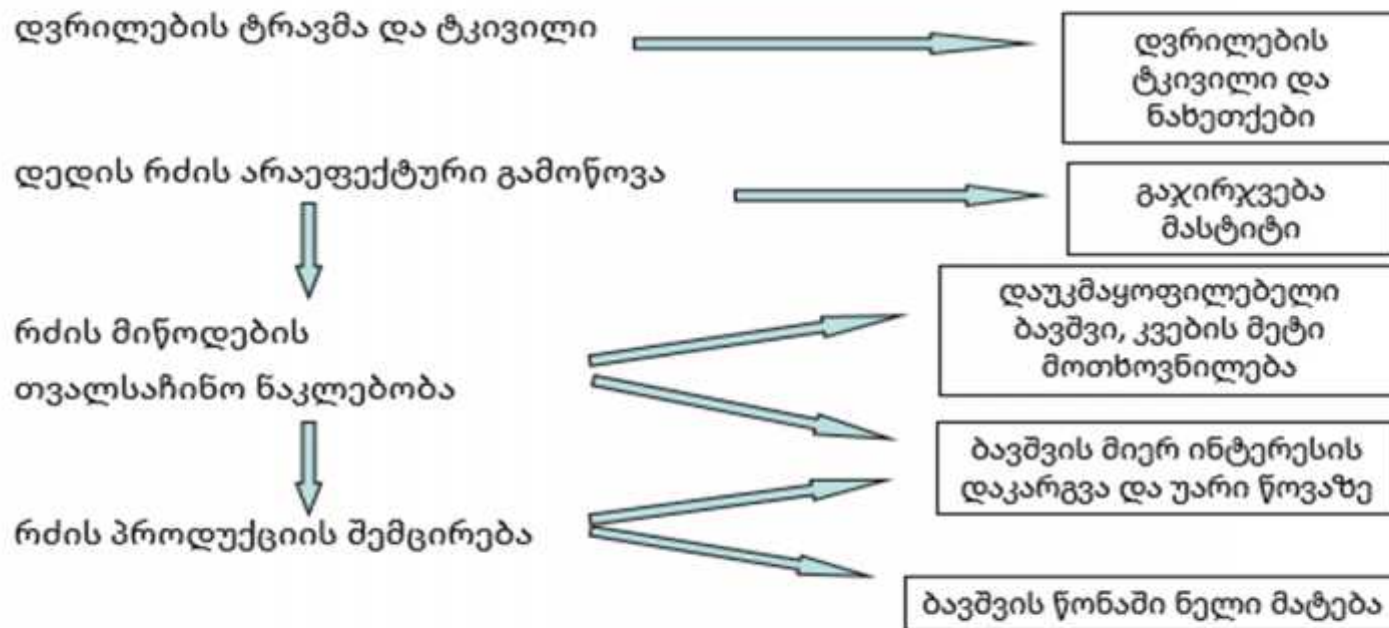 დვრილების ტრავმა და ტკივილი
დვრილების
ტკივილი და
ნახეთქები
დედის რძის არაეფექტური გამოწოვა
გაჯირჯვება
მასტიტი
რძის მიწოდების
თვალსაჩინო ნაკლებობა
დაუკმაყოფილებელი
ბავშვი, კვების მეტი
მოთხოვნილება
ბავშვის მიერ ინტერესის
დაკარგვა და უარი წოვაზე
რძის პროდუქციის შემცირება
ბავშვის წონაში ნელი მატება